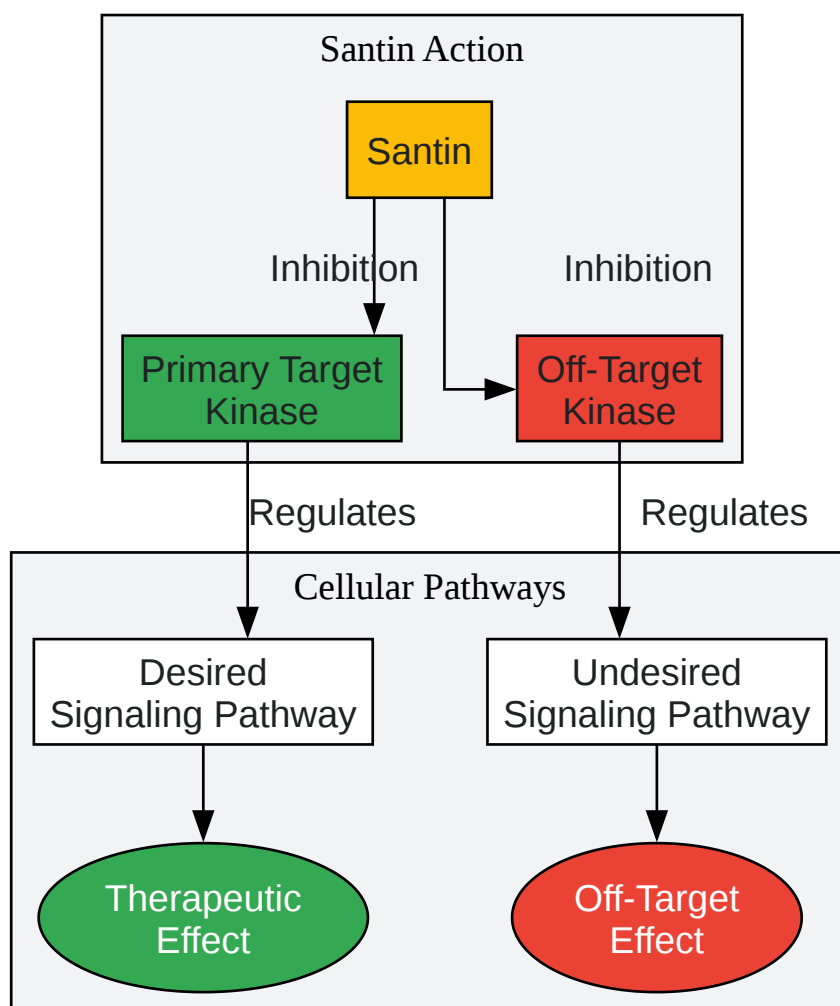 Santin Action
Santin
Inhibition
Inhibition
Primary Target
Kinase
Off-Target
Kinase
Regulates
Regulates
Cellular Pathways
Desired
Signaling Pathway
Undesired
Signaling Pathway
Therapeutic
Effect
Off-Target
Effect